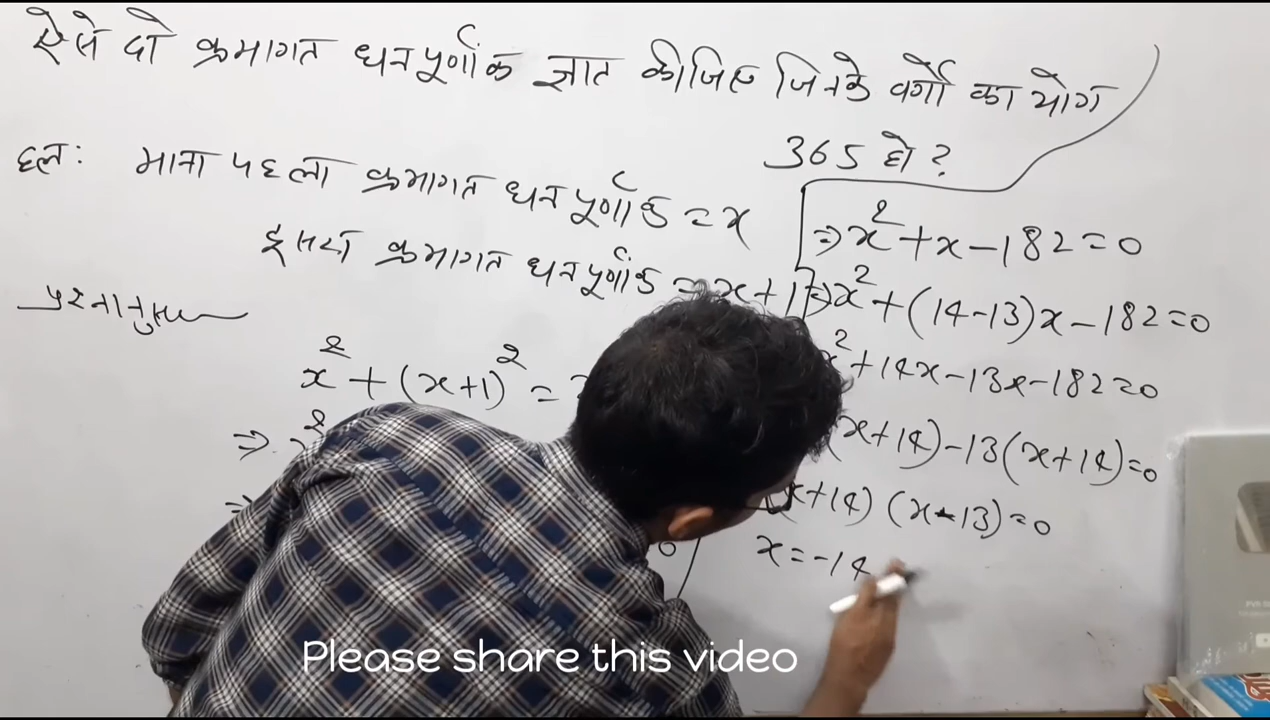 ऐसे दो क्रमागत धनपूर्णांक ज्ञात कीजिए जिनके वर्गों का योग
365 हो ?
हल: माना पहला क्रमागत धनपूर्णांक = x
दूसरा क्रमागत धनपूर्णांक = x + 1
प्रश्नानुसार
x² + (x+1)² =
⇒
⇒
0
⇒ x² + x - 182 = 0
⇒ x² + (14-13)x - 182 = 0
x² + 14x - 13x - 182 = 0
(x+14) - 13(x+14) = 0
(x+14) (x-13) = 0
x = -14
Please share this video